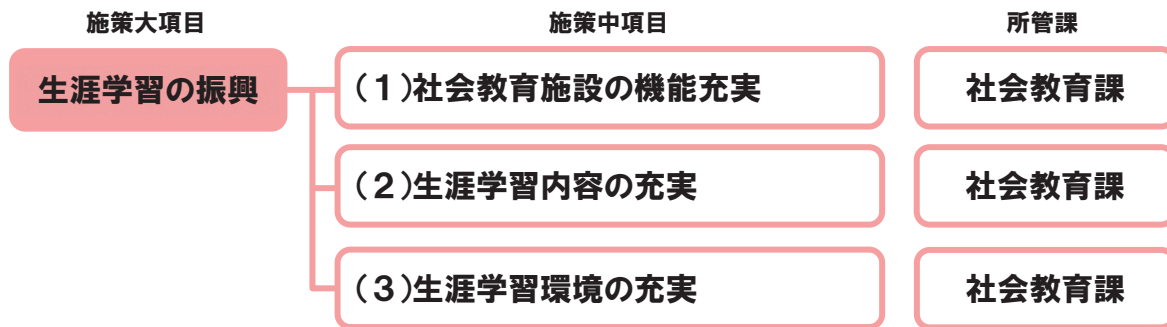 施策大項目 施策中項目 所管課
生涯学習の振興 (1)社会教育施設の機能充実 社会教育課
(2)生涯学習内容の充実 社会教育課
(3)生涯学習環境の充実 社会教育課